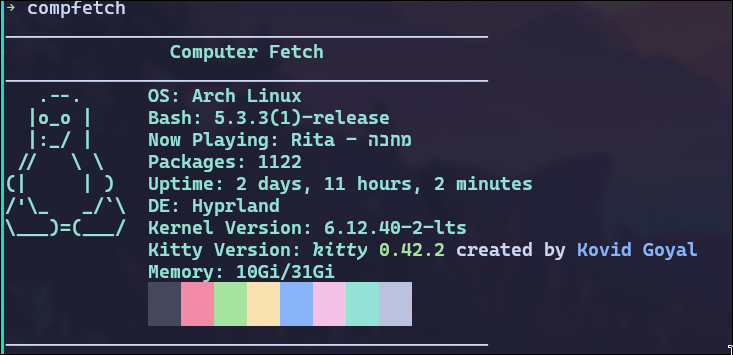 → compfetch
Computer Fetch
.--.
|o_o |
|:_/ |
//   \ \
(|     | )
/'\_   _/`\
\___)=(___/
OS: Arch Linux
Bash: 5.3.3(1)-release
Now Playing: Rita - מחכה
Packages: 1122
Uptime: 2 days, 11 hours, 2 minutes
DE: Hyprland
Kernel Version: 6.12.40-2-lts
Kitty Version: kitty 0.42.2 created by Kovid Goyal
Memory: 10Gi/31Gi